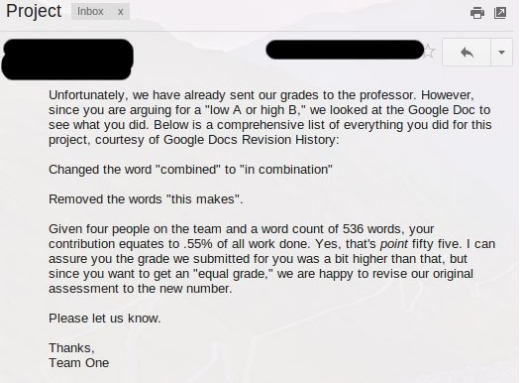 Project Inbox x
Unfortunately, we have already sent our grades to the professor. However,
since you are arguing for a "low A or high B," we looked at the Google Doc to
see what you did. Below is a comprehensive list of everything you did for this
project, courtesy of Google Docs Revision History:
Changed the word "combined" to "in combination"
Removed the words "this makes".
Given four people on the team and a word count of 536 words, your
contribution equates to .55% of all work done. Yes, that's point fifty five. I can
assure you the grade we submitted for you was a bit higher than that, but
since you want to get an "equal grade," we are happy to revise our original
assessment to the new number.
Please let us know.
Thanks,
Team One